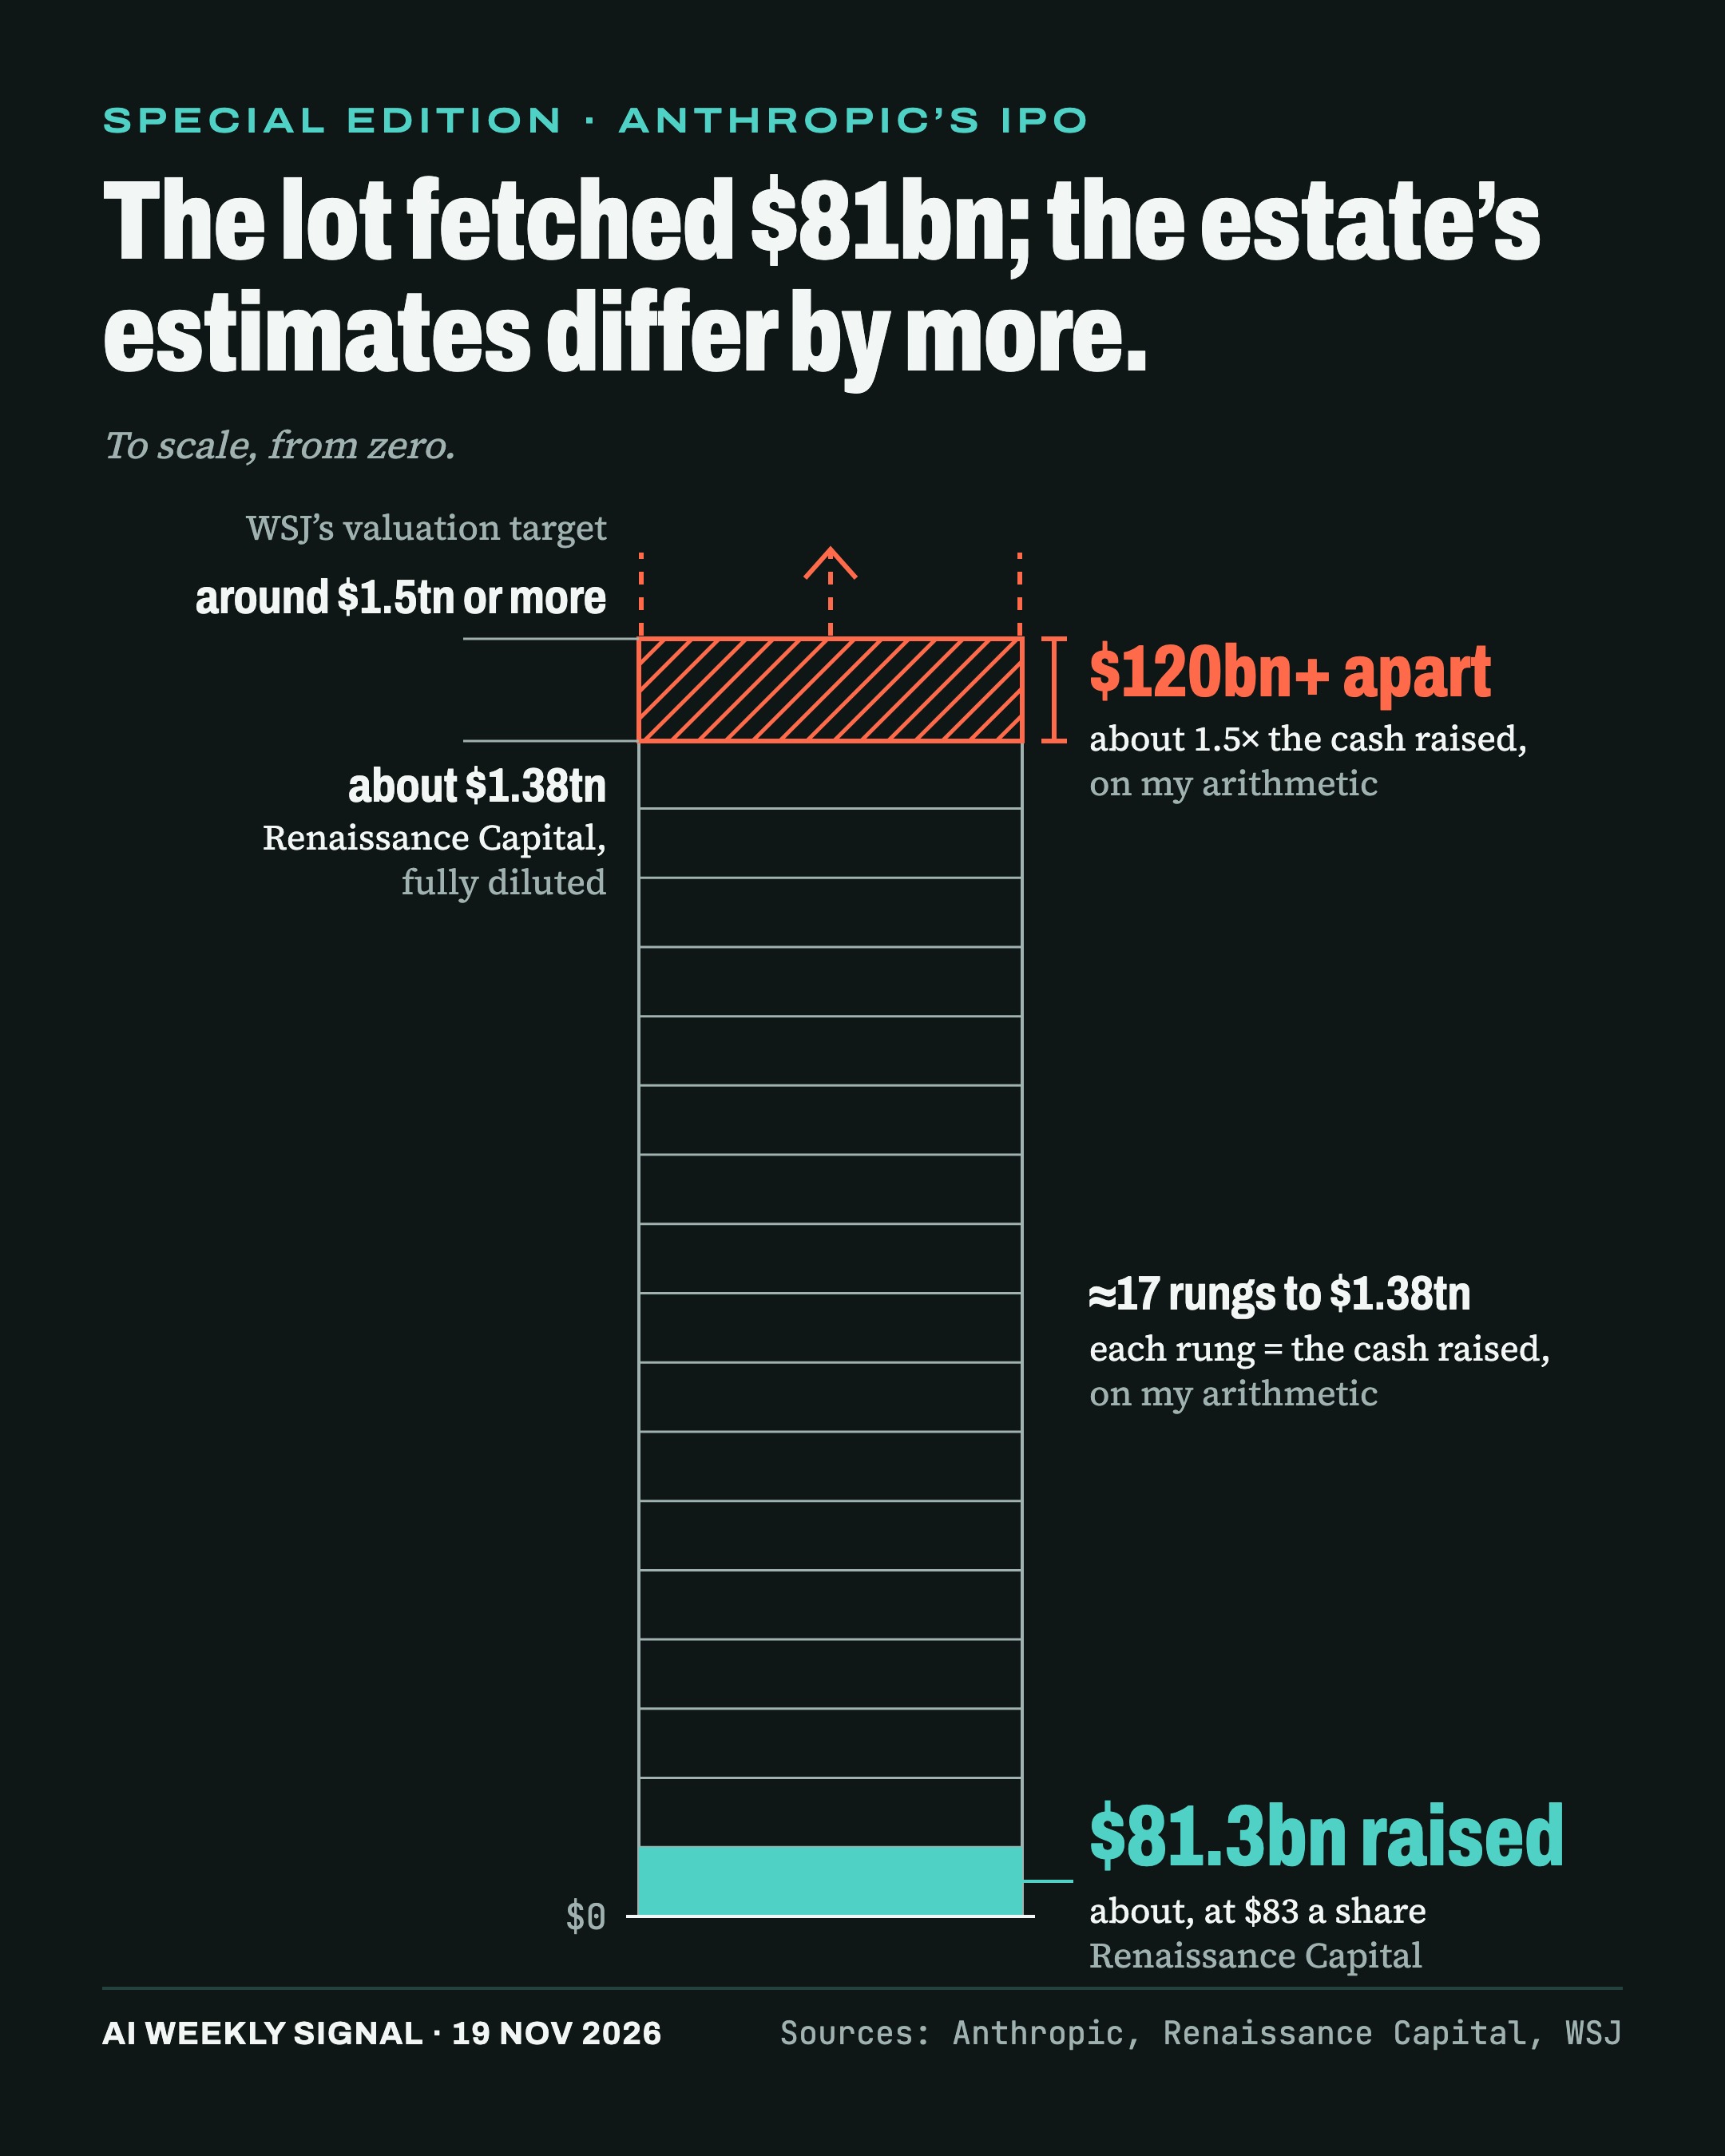 SPECIAL EDITION · ANTHROPIC’S IPO
The lot fetched $81bn; the estate’s
estimates differ by more.
To scale, from zero.
WSJ’s valuation target
around $1.5tn or more
$120bn+ apart
about 1.5× the cash raised,
on my arithmetic
about $1.38tn
Renaissance Capital,
fully diluted
≈17 rungs to $1.38tn
each rung = the cash raised,
on my arithmetic
$81.3bn raised
about, at $83 a share
Renaissance Capital
$0
AI WEEKLY SIGNAL · 19 NOV 2026
Sources: Anthropic, Renaissance Capital, WSJ